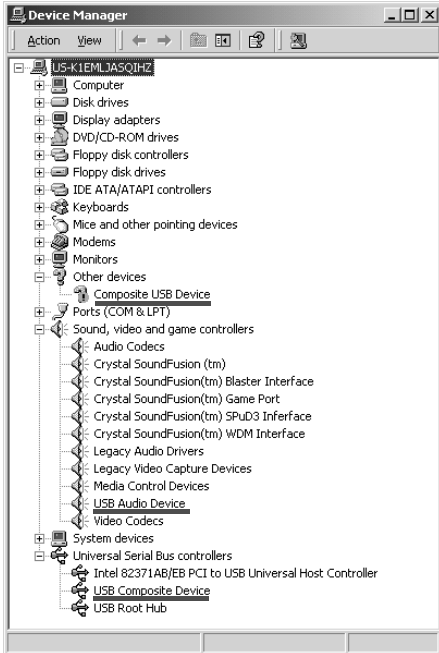 Device Manager
Action View
US-K1EMLJASQIHZ
Computer
Disk drives
Display adapters
DVD/CD-ROM drives
Floppy disk controllers
Floppy disk drives
IDE ATA/ATAPI controllers
Keyboards
Mice and other pointing devices
Modems
Monitors
Other devices
Composite USB Device
Ports (COM & LPT)
Sound, video and game controllers
Audio Codecs
Crystal SoundFusion (tm)
Crystal SoundFusion(tm) Blaster Interface
Crystal SoundFusion(tm) Game Port
Crystal SoundFusion(tm) SPuD3 Inferface
Crystal SoundFusion(tm) WDM Interface
Legacy Audio Drivers
Legacy Video Capture Devices
Media Control Devices
USB Audio Device
Video Codecs
System devices
Universal Serial Bus controllers
Intel 82371AB/EB PCI to USB Universal Host Controller
USB Composite Device
USB Root Hub